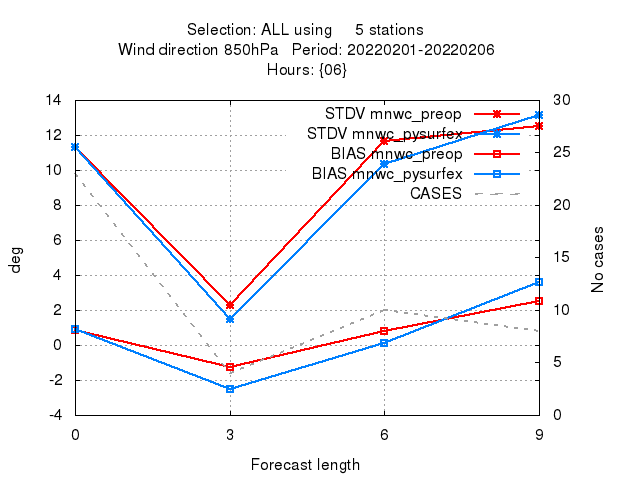 Selection: ALL using 5 stations
Wind direction 850hPa Period: 20220201-20220206
Hours: {06}
14 30
STDV mnwc_preop
12
STDV mnwc_pysurfex
25
BIAS mnwc_preop
10
BIAS mnwc_pysurfex
CASES
8 20
6
deg
No cases
15
4
2 10
0
5
-2
-4 0
0 3 6 9
Forecast length